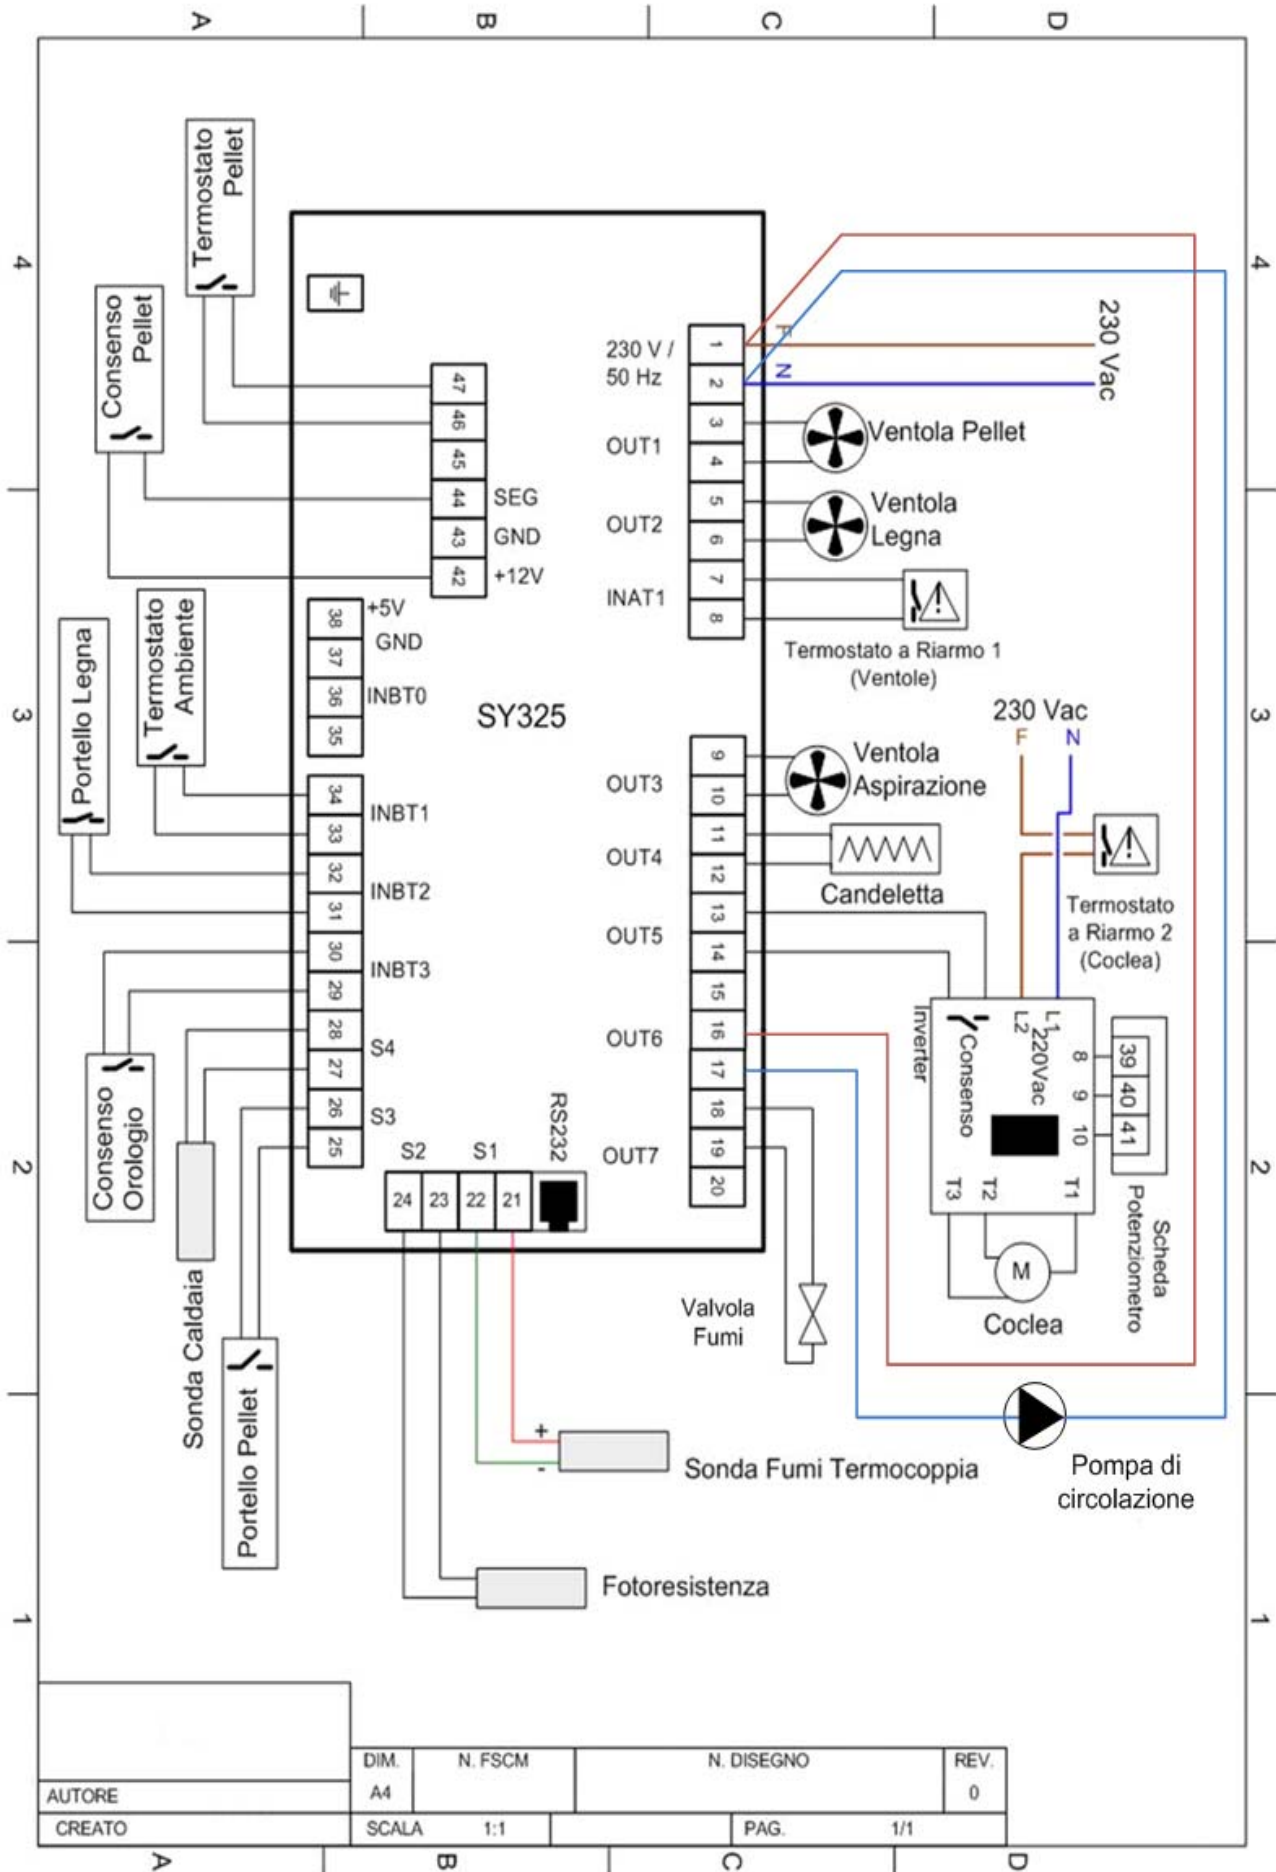 A
B
C
D
4
4
Termostato
Pellet
Consenso
Pellet
230 V /
50 Hz
1
F
2
N
230 Vac
47
46
45
44
SEG
43
GND
42
+12V
OUT1
3
4
Ventola Pellet
OUT2
5
6
Ventola
Legna
INAT1
7
8
Termostato a Riarmo 1
(Ventole)
3
3
Portello Legna
Termostato
Ambiente
38
+5V
37
GND
36
INBT0
35
SY325
34
33
INBT1
32
31
INBT2
30
29
INBT3
28
27
S4
26
25
S3
OUT3
9
10
Ventola
Aspirazione
OUT4
11
12
Candeletta
OUT5
13
14
15
OUT6
16
17
18
OUT7
19
20
230 Vac
F
N
Termostato
a Riarmo 2
(Coclea)
Inverter
Consenso
L2
L1
220Vac
8
9
10
39
40
41
T3
T2
T1
Scheda
Potenziometro
M
Coclea
2
2
Consenso
Orologio
Sonda Caldaia
Portello Pellet
S2
S1
RS232
24
23
22
21
Valvola
Fumi
+
-
Sonda Fumi Termocoppia
Pompa di
circolazione
Fotoresistenza
1
1
AUTORE
CREATO
DIM.
A4
N. FSCM
N. DISEGNO
REV.
0
SCALA
1:1
PAG.
1/1
A
B
C
D